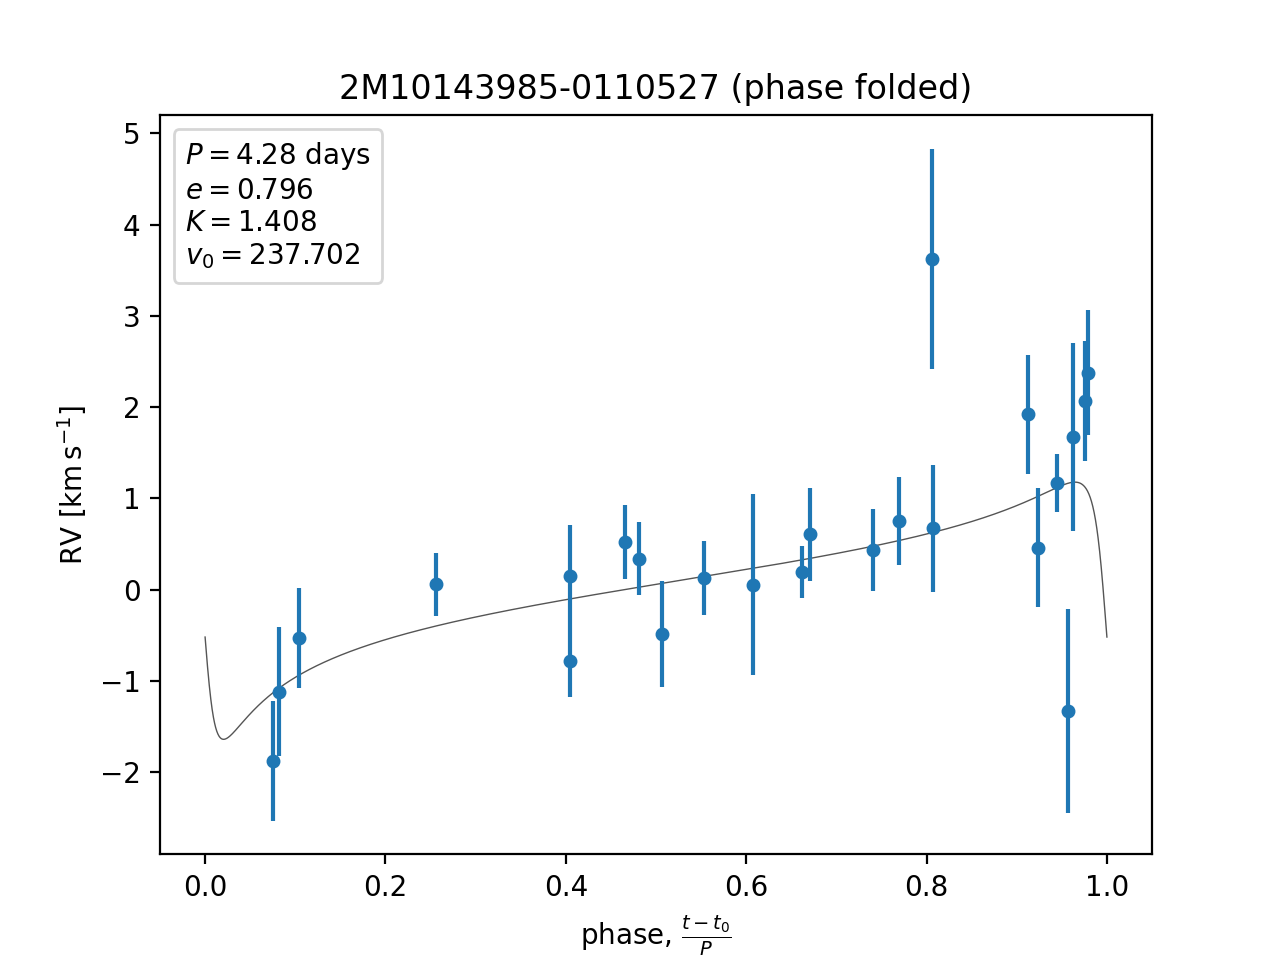 2M10143985-0110527 (phase folded)
P = 4.28 days
e = 0.796
K = 1.408
v₀ = 237.702
5
4
3
2
1
0
−1
−2
RV [km s⁻¹]
0.0 0.2 0.4 0.6 0.8 1.0
phase, (t − t₀)/P